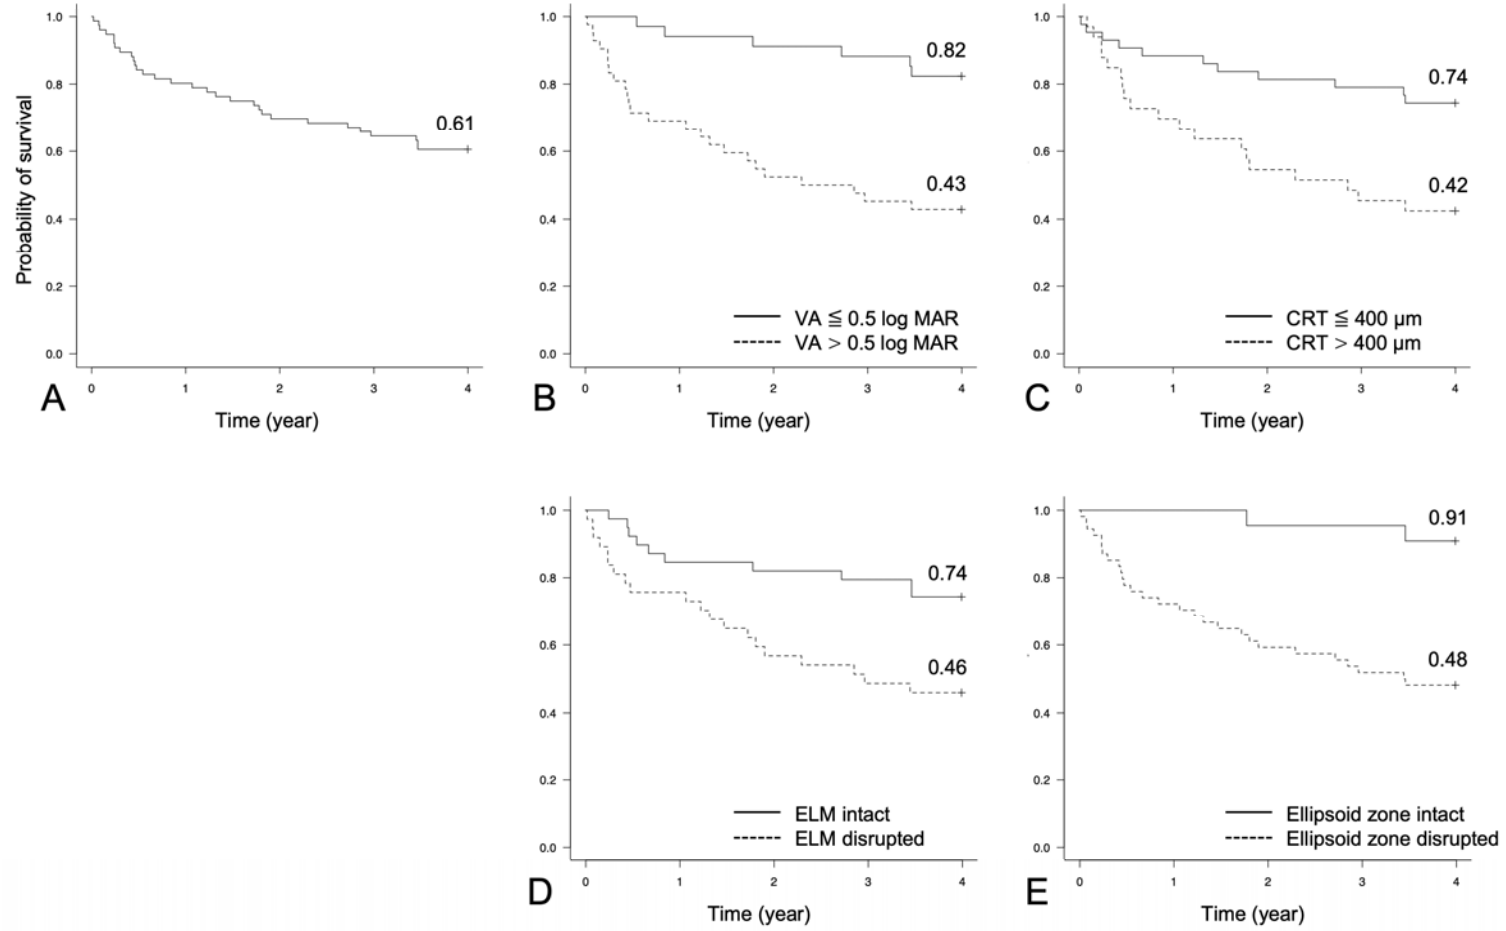 Probability of survival
1.0
0.8
0.6
0.4
0.2
0.0
0.61
0 1 2 3 4
A
Time (year)
1.0
0.8
0.6
0.4
0.2
0.0
0.82
0.43
VA ≦ 0.5 log MAR
VA > 0.5 log MAR
0 1 2 3 4
B
Time (year)
1.0
0.8
0.6
0.4
0.2
0.0
0.74
0.42
CRT ≦ 400 μm
CRT > 400 μm
0 1 2 3 4
C
Time (year)
1.0
0.8
0.6
0.4
0.2
0.0
0.74
0.46
ELM intact
ELM disrupted
0 1 2 3 4
D
Time (year)
1.0
0.8
0.6
0.4
0.2
0.0
0.91
0.48
Ellipsoid zone intact
Ellipsoid zone disrupted
0 1 2 3 4
E
Time (year)